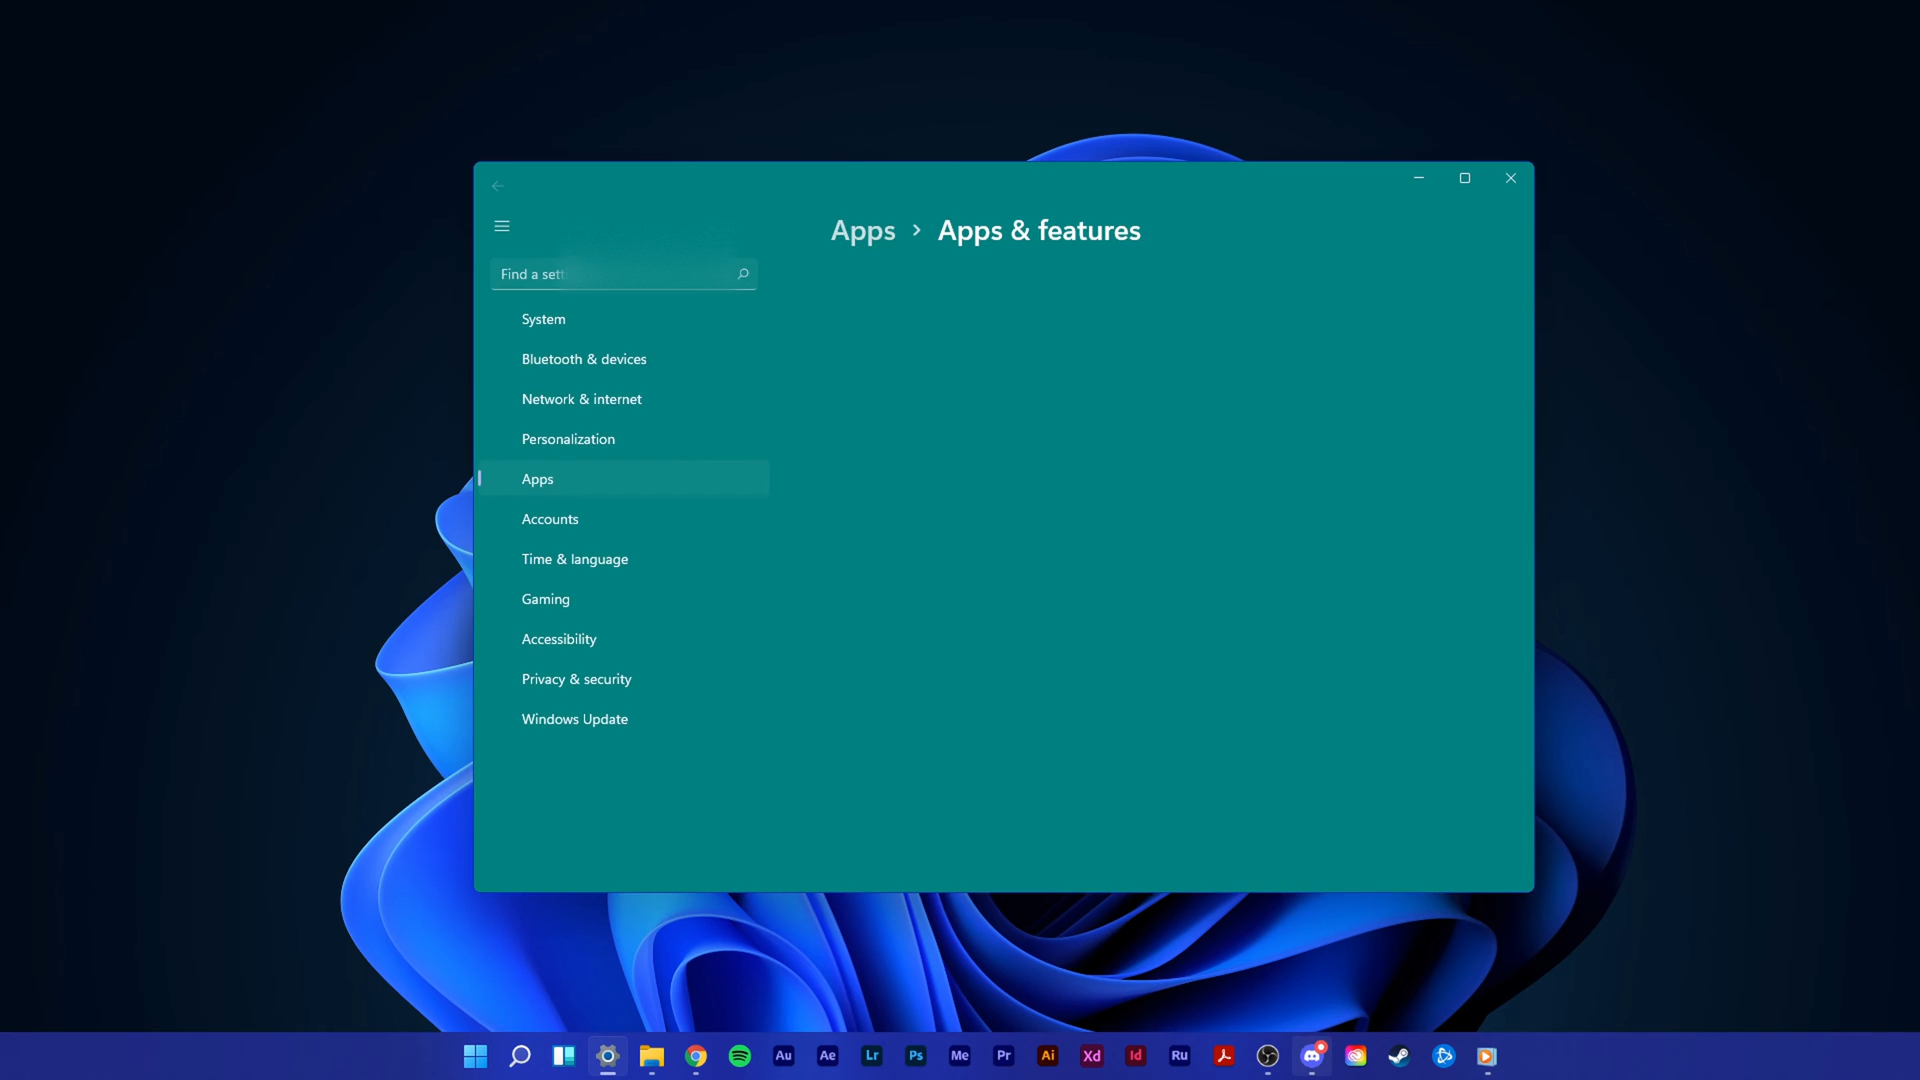 Apps > Apps & features
Find a sett
System
Bluetooth & devices
Network & internet
Personalization
Apps
Accounts
Time & language
Gaming
Accessibility
Privacy & security
Windows Update
Au Ae Lr Ps Me Pr Ai Xd Id Ru